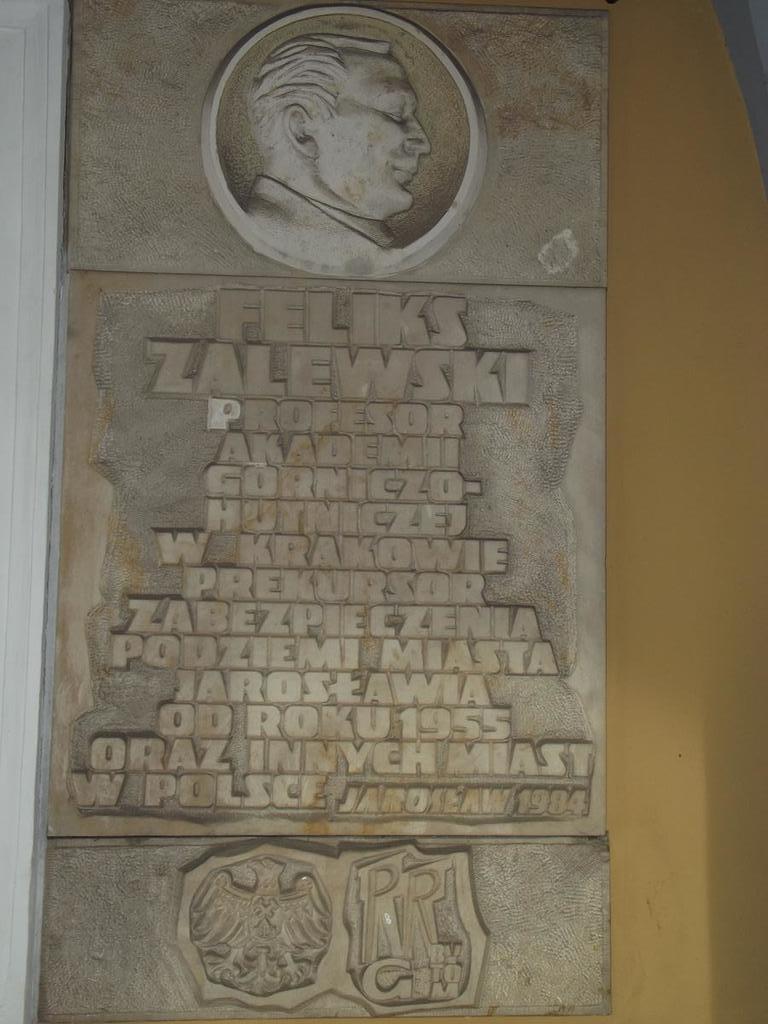 FELIKS
ZALEWSKI
PROFESOR
AKADEMII
GÓRNICZO-
HUTNICZEJ
W KRAKOWIE
PREKURSOR
ZABEZPIECZENIA
PODZIEMI MIASTA
JAROSŁAWIA
OD ROKU 1955
ORAZ INNYCH MIAST
W POLSCE JAROSŁAW 1984